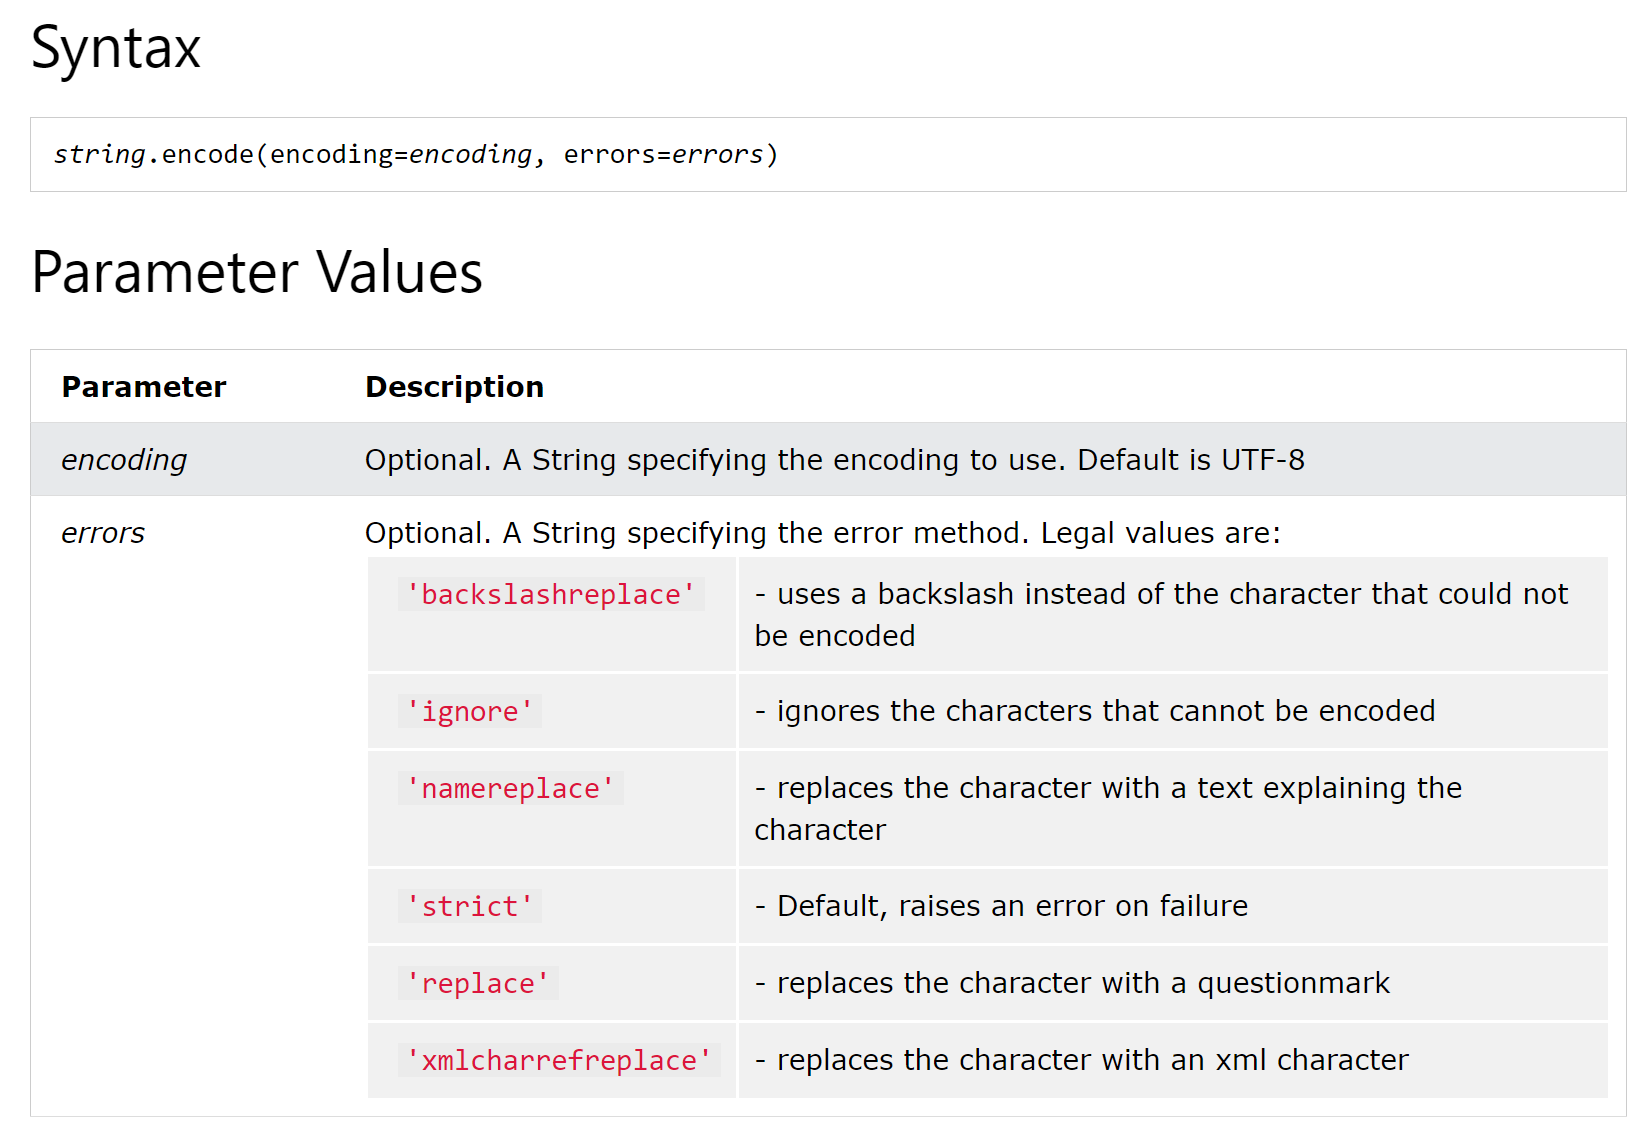 Syntax
string.encode(encoding=encoding, errors=errors)
Parameter Values
Parameter Description
encoding Optional. A String specifying the encoding to use. Default is UTF-8
errors Optional. A String specifying the error method. Legal values are:
'backslashreplace' - uses a backslash instead of the character that could not
be encoded
'ignore' - ignores the characters that cannot be encoded
'namereplace' - replaces the character with a text explaining the
character
'strict' - Default, raises an error on failure
'replace' - replaces the character with a questionmark
'xmlcharrefreplace' - replaces the character with an xml character